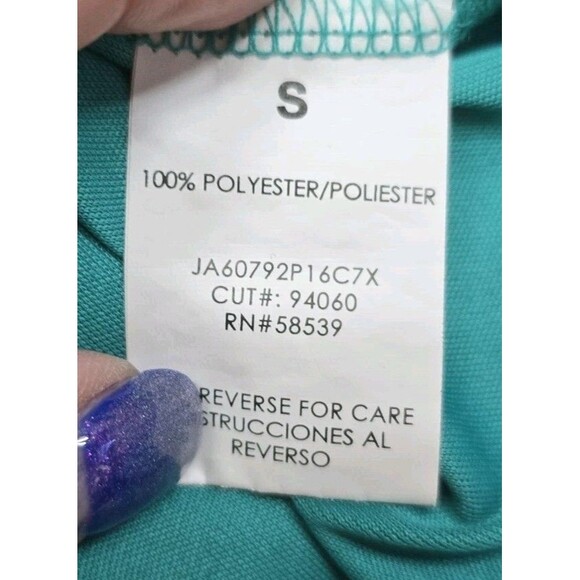 S
100% POLYESTER/POLIESTER
JA60792P16C7X
CUT#: 94060
RN#58539
REVERSE FOR CARE
STRUCCIONES AL
REVERSO